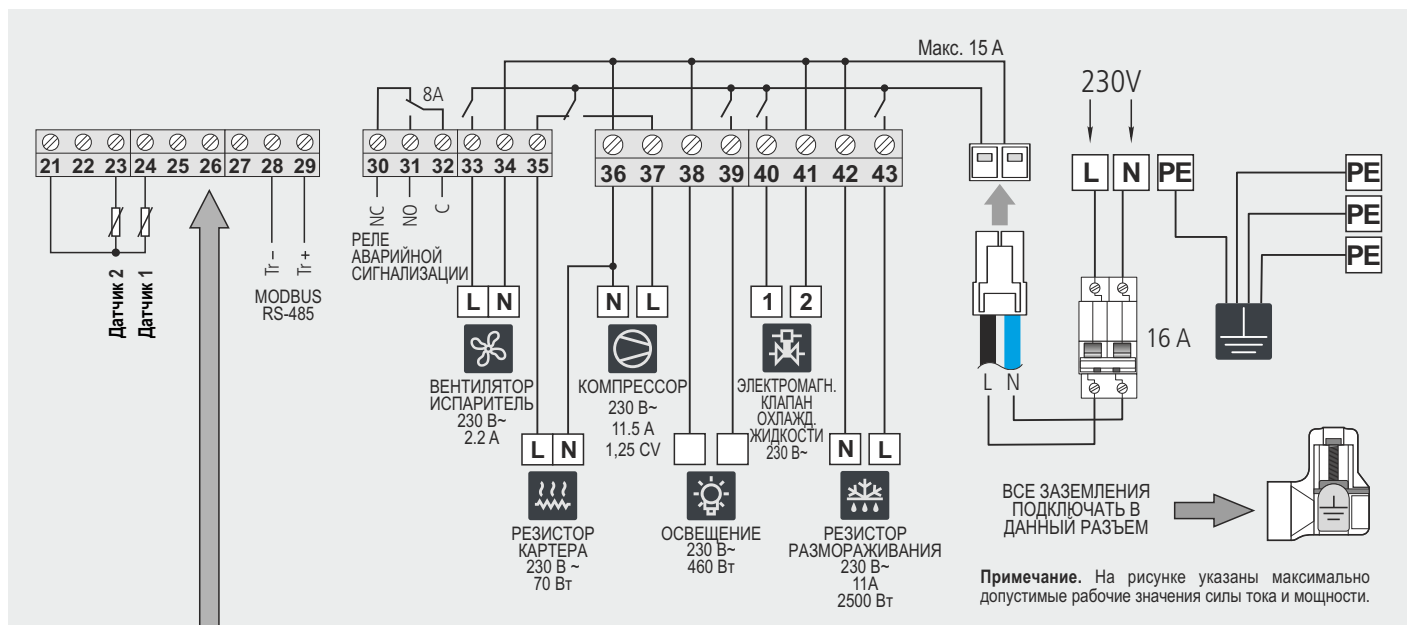 Макс. 15 А
230V
8A
21 22 23 24 25 26 27 28 29
30 31 32 33 34 35
36 37 38 39 40 41 42 43
L N PE
PE
PE
PE
NC
NO
C
Tr –
Tr +
Датчик 2
Датчик 1
MODBUS
RS-485
РЕЛЕ
АВАРИЙНОЙ
СИГНАЛИЗАЦИИ
L N
N L
1 2
16 A
L N
ВЕНТИЛЯТОР
ИСПАРИТЕЛЬ
230 В~
2.2 А
КОМПРЕССОР
230 В~
11.5 А
1,25 CV
ЭЛЕКТРОМАГН.
КЛАПАН
ОХЛАЖД.
ЖИДКОСТИ
230 В~
L N
N L
РЕЗИСТОР
КАРТЕРА
230 В ~
70 Вт
ОСВЕЩЕНИЕ
230 В~
460 Вт
РЕЗИСТОР
РАЗМОРАЖИВАНИЯ
230 В~
11А
2500 Вт
ВСЕ ЗАЗЕМЛЕНИЯ
ПОДКЛЮЧАТЬ В
ДАННЫЙ РАЗЪЕМ
Примечание. На рисунке указаны максимально
допустимые рабочие значения силы тока и мощности.